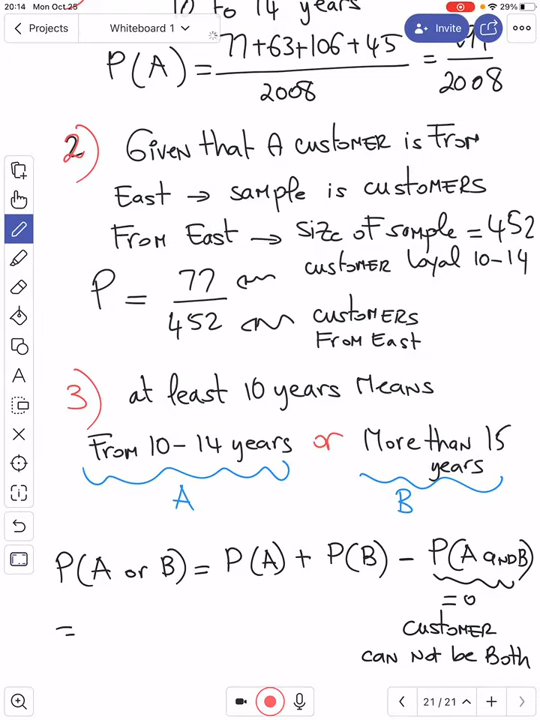 20:14 Mon Oct 25
29%
Projects
Whiteboard 1
Invite
to 14 years
P(A) = 77+63+106+45 =
2008 2008
2) Given that A customer is From
East → sample is customers
From East → size of sample = 452
P = 77 customer loyal 10-14
452 customers
From East
3) at least 10 years Means
From 10-14 years or More than 15
years
A B
P(A or B) = P(A) + P(B) - P(A and B)
= 0
= customer
can not be Both
A
21/21